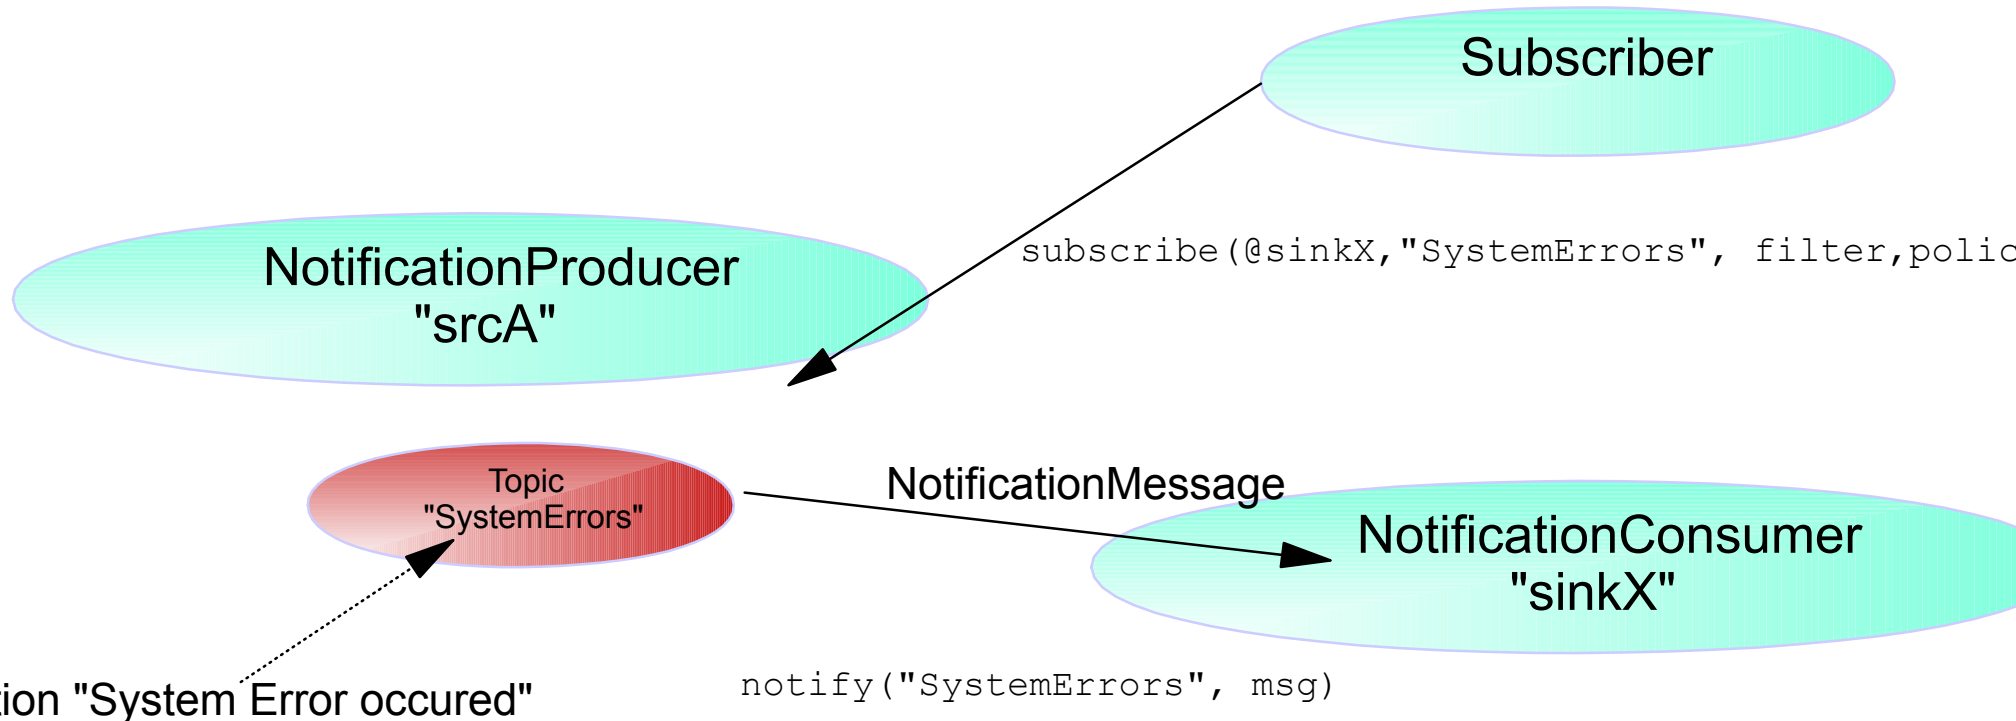 Subscriber
subscribe(@sinkX,"SystemErrors", filter,polic
NotificationProducer
"srcA"
Topic
"SystemErrors"
NotificationMessage
NotificationConsumer
"sinkX"
notify("SystemErrors", msg)
tion "System Error occured"